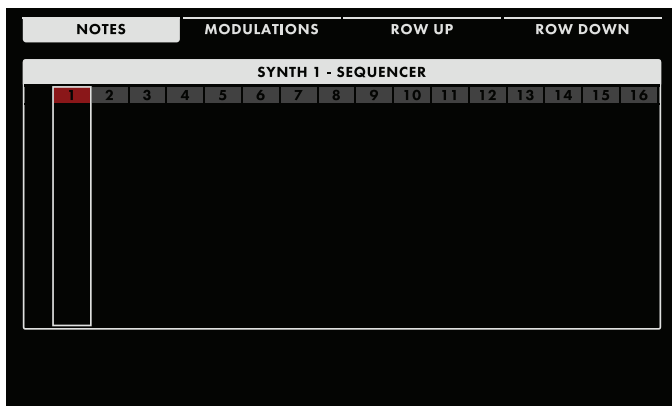 NOTES MODULATIONS ROW UP ROW DOWN
SYNTH 1 - SEQUENCER
1 2 3 4 5 6 7 8 9 10 11 12 13 14 15 16